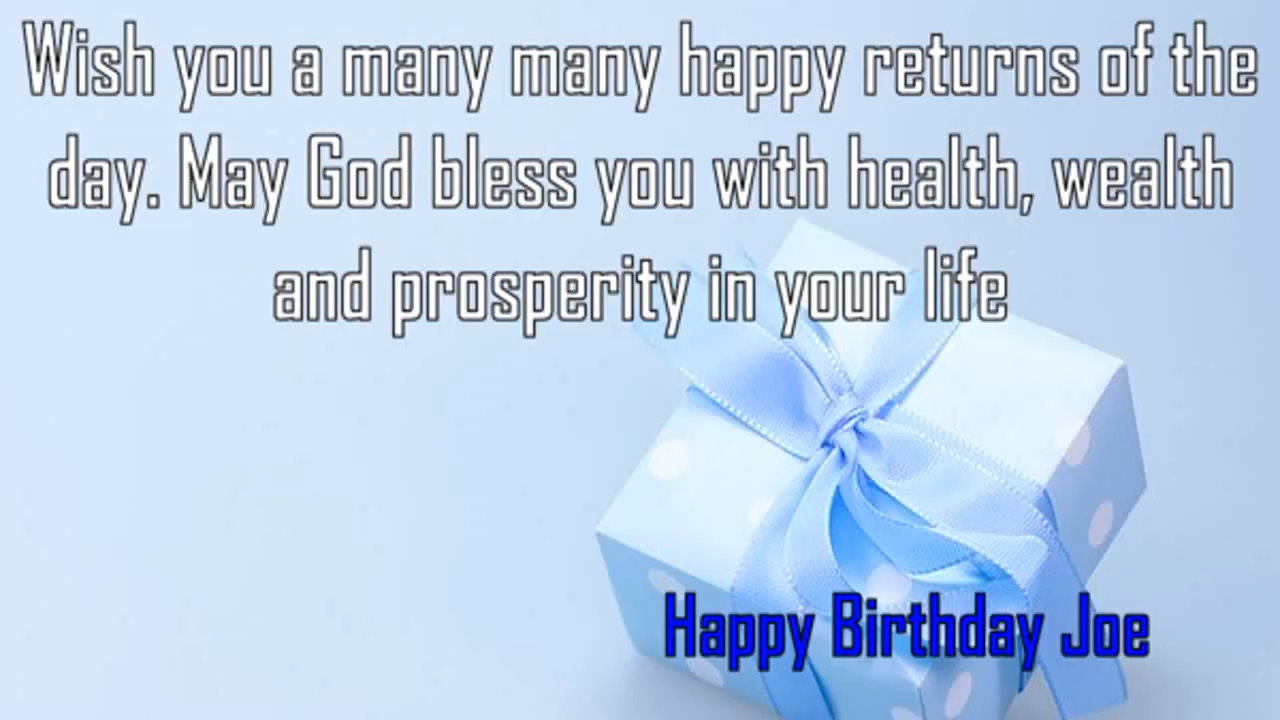 Wish you a many many happy returns of the
day. May God bless you with health, wealth
and prosperity in your life
Happy Birthday Joe